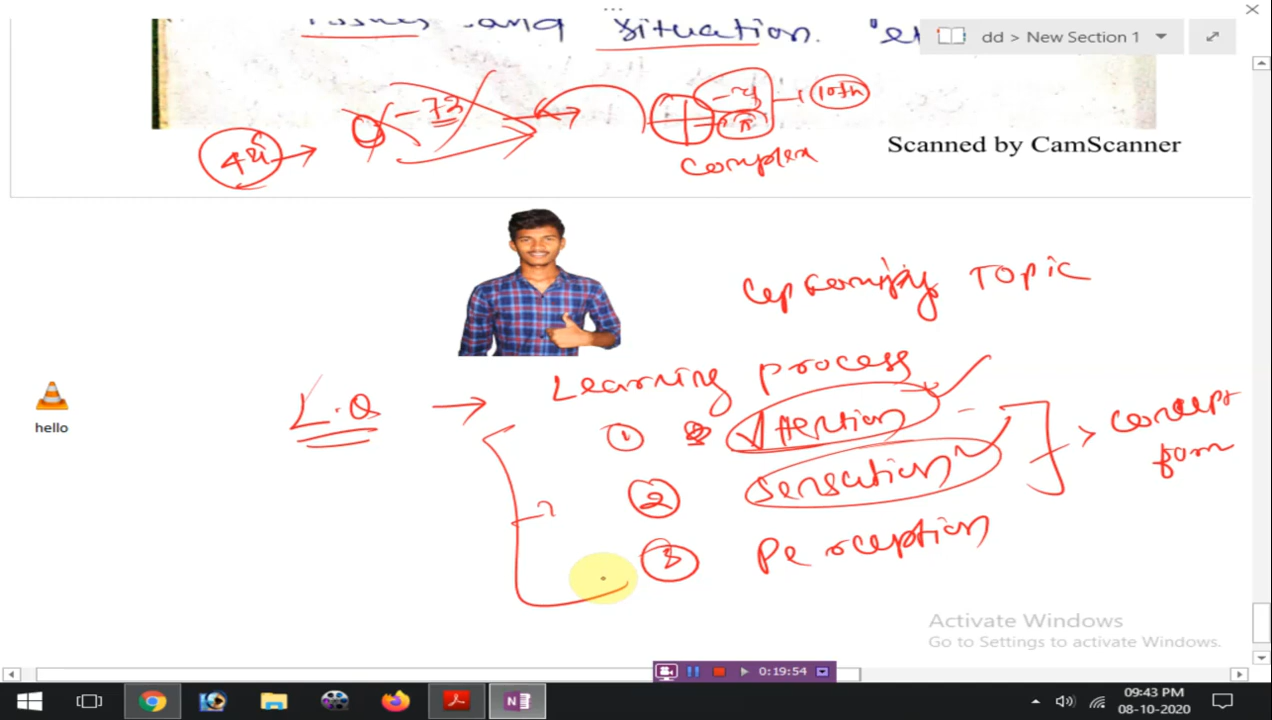 and situation.
dd > New Section 1
10th
complex
Scanned by CamScanner
Topic
Learning process
L.Q
① Attention
② Sensation
③ Perception
concept
form
hello
Activate Windows
Go to Settings to activate Windows.
0:19:54
09:43 PM
08-10-2020